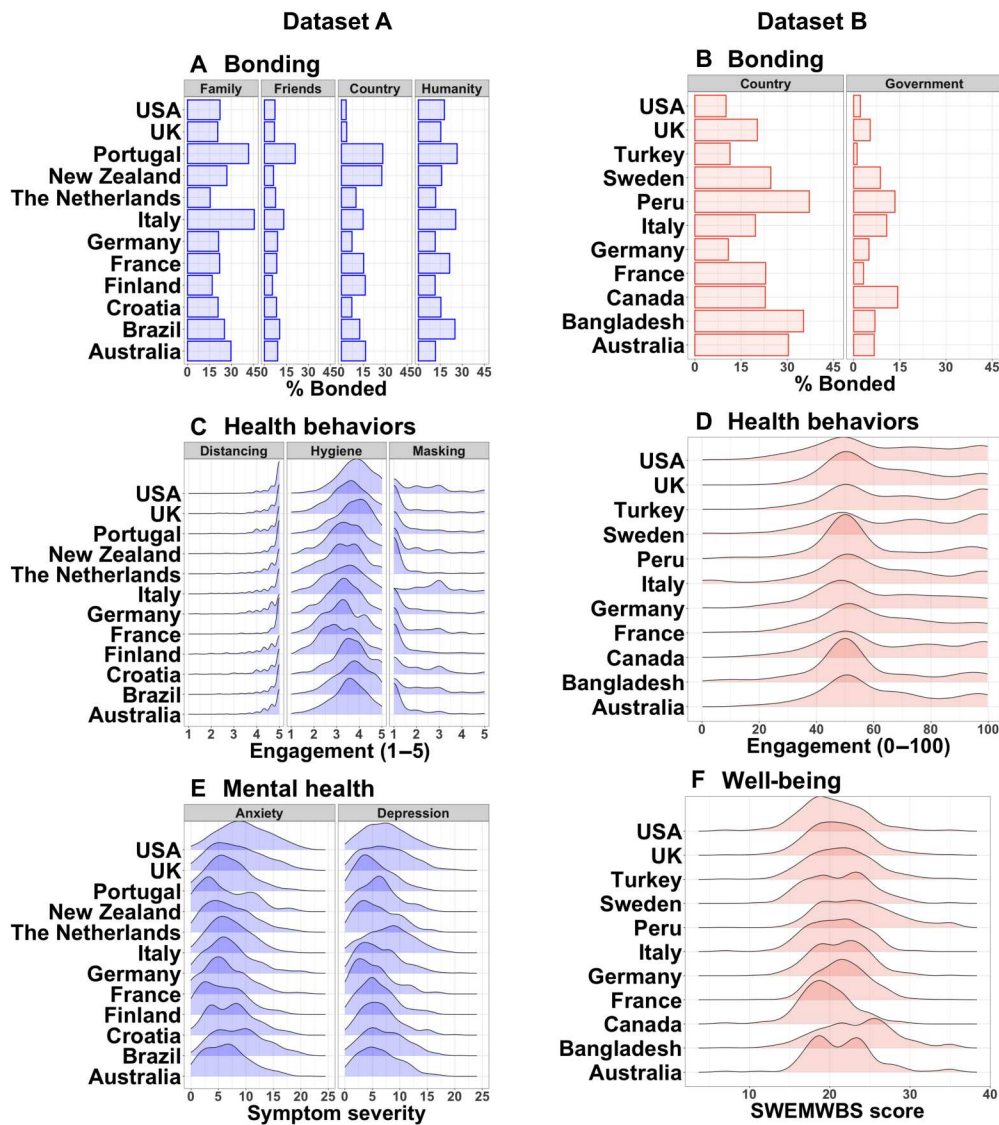 Dataset A
Dataset B
A Bonding
Family Friends Country Humanity
USA
UK
Portugal
New Zealand
The Netherlands
Italy
Germany
France
Finland
Croatia
Brazil
Australia
0 15 30 450 15 30 450 15 30 450 15 30 45
% Bonded
B Bonding
Country Government
USA
UK
Turkey
Sweden
Peru
Italy
Germany
France
Canada
Bangladesh
Australia
0 15 30 45 0 15 30 45
% Bonded
C Health behaviors
Distancing Hygiene Masking
USA
UK
Portugal
New Zealand
The Netherlands
Italy
Germany
France
Finland
Croatia
Brazil
Australia
1 2 3 4 5 1 2 3 4 5 1 2 3 4 5
Engagement (1–5)
D Health behaviors
USA
UK
Turkey
Sweden
Peru
Italy
Germany
France
Canada
Bangladesh
Australia
0 20 40 60 80 100
Engagement (0–100)
E Mental health
Anxiety Depression
USA
UK
Portugal
New Zealand
The Netherlands
Italy
Germany
France
Finland
Croatia
Brazil
Australia
0 5 10 15 20 25 0 5 10 15 20 25
Symptom severity
F Well-being
USA
UK
Turkey
Sweden
Peru
Italy
Germany
France
Canada
Bangladesh
Australia
10 20 30 40
SWEMWBS score